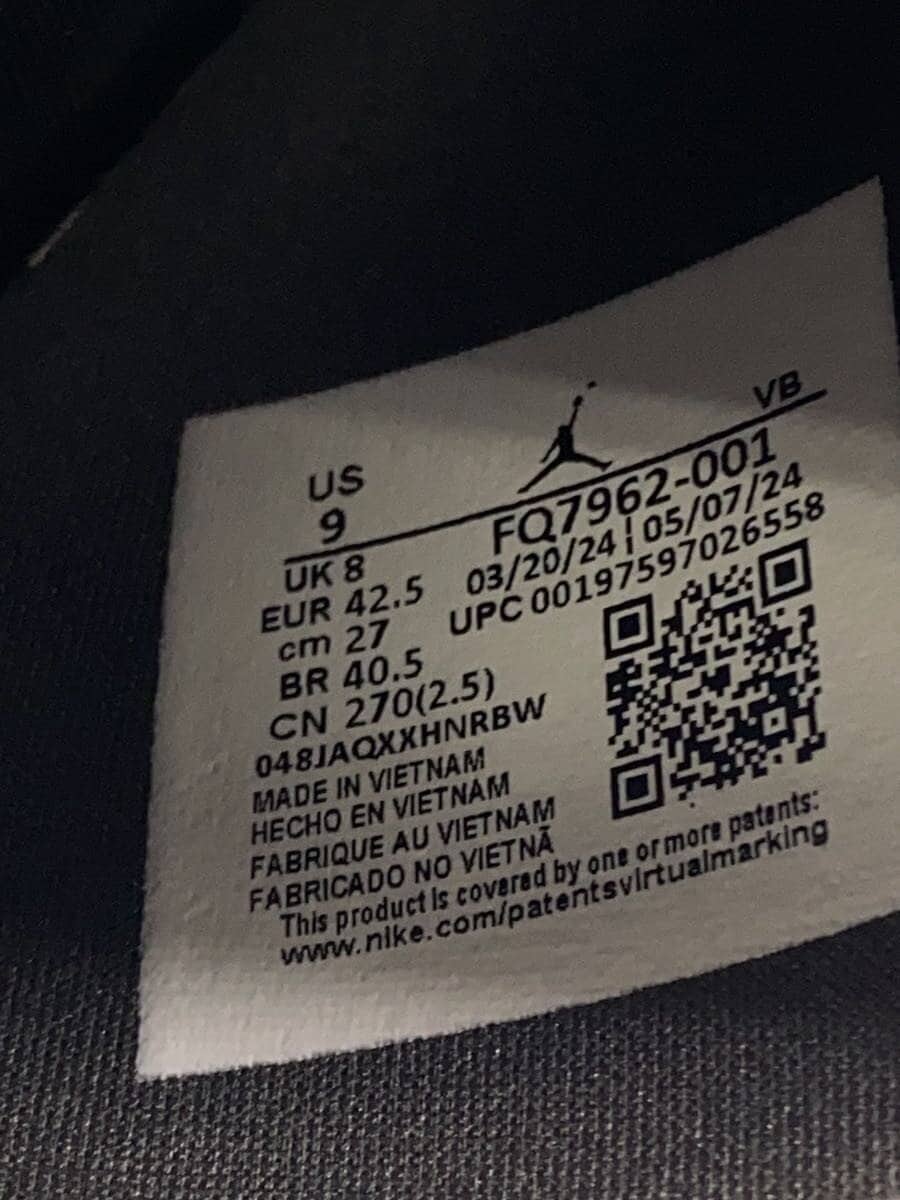 VB
US
9
FQ7962-001
03/20/24 | 05/07/24
UPC 00197597026558
UK 8
EUR 42.5
cm 27
BR 40.5
CN 270(2.5)
048JAQXXHNRBW
MADE IN VIETNAM
HECHO EN VIETNAM
FABRIQUE AU VIETNAM
FABRICADO NO VIETNÃ
This product is covered by one or more patents:
www.nike.com/patentsvirtualmarking